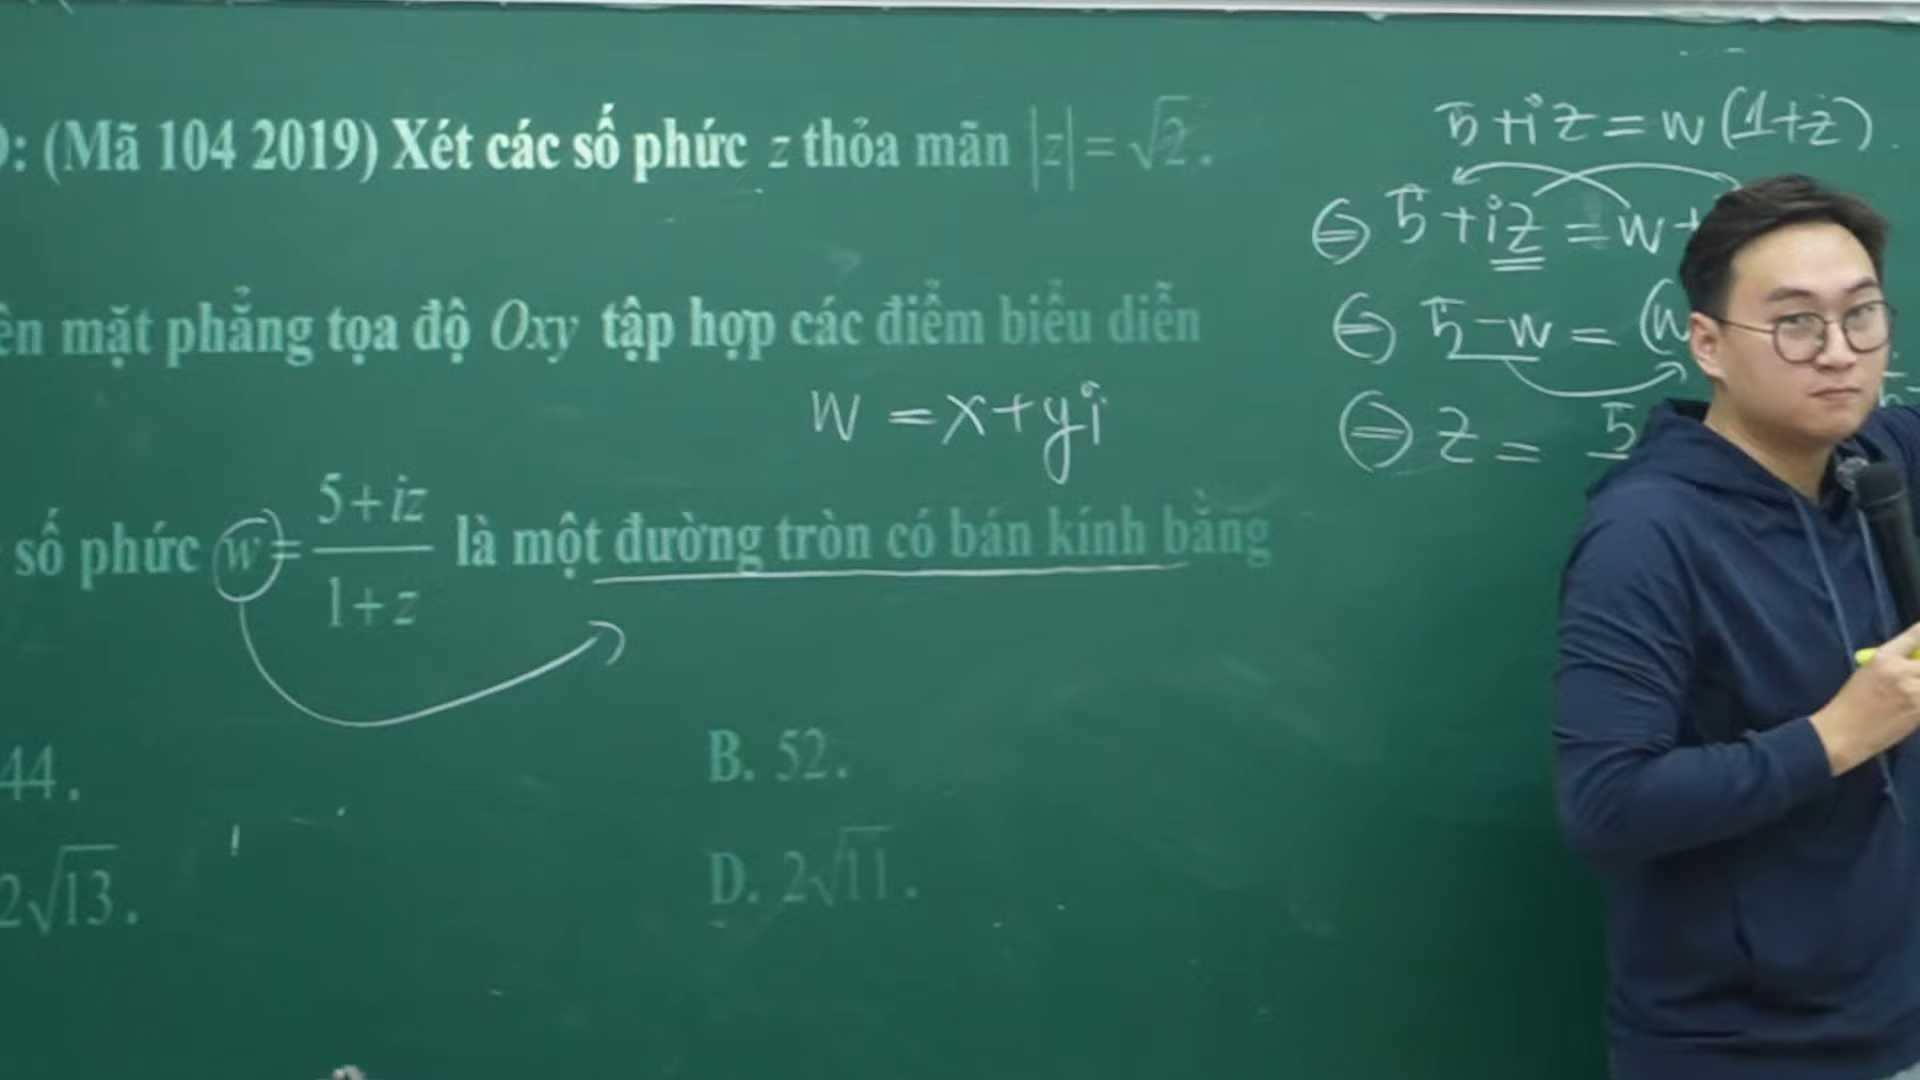 : (Mã 104 2019) Xét các số phức z thỏa mãn |z| = √2.
ên mặt phẳng tọa độ Oxy tập hợp các điểm biểu diễn
w = x + yi
số phức w = (5 + iz)/(1 + z) là một đường tròn có bán kính bằng
44.
B. 52.
2√13.
D. 2√11.
5 + iz = w(1 + z).
⇔ 5 + iz = w +
⇔ 5 - w = (w
⇔ z = 5